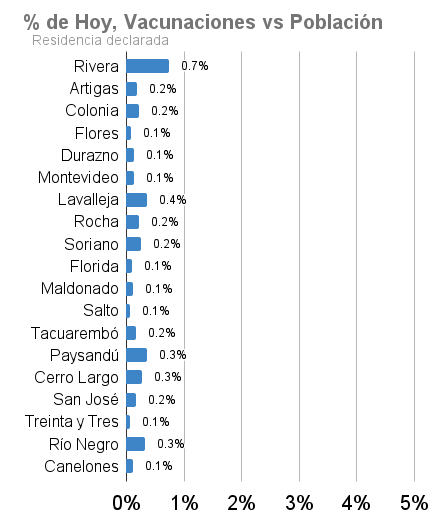 % de Hoy, Vacunaciones vs Población
Residencia declarada
Rivera 0.7%
Artigas 0.2%
Colonia 0.2%
Flores 0.1%
Durazno 0.1%
Montevideo 0.1%
Lavalleja 0.4%
Rocha 0.2%
Soriano 0.2%
Florida 0.1%
Maldonado 0.1%
Salto 0.1%
Tacuarembó 0.2%
Paysandú 0.3%
Cerro Largo 0.3%
San José 0.2%
Treinta y Tres 0.1%
Río Negro 0.3%
Canelones 0.1%
0% 1% 2% 3% 4% 5%